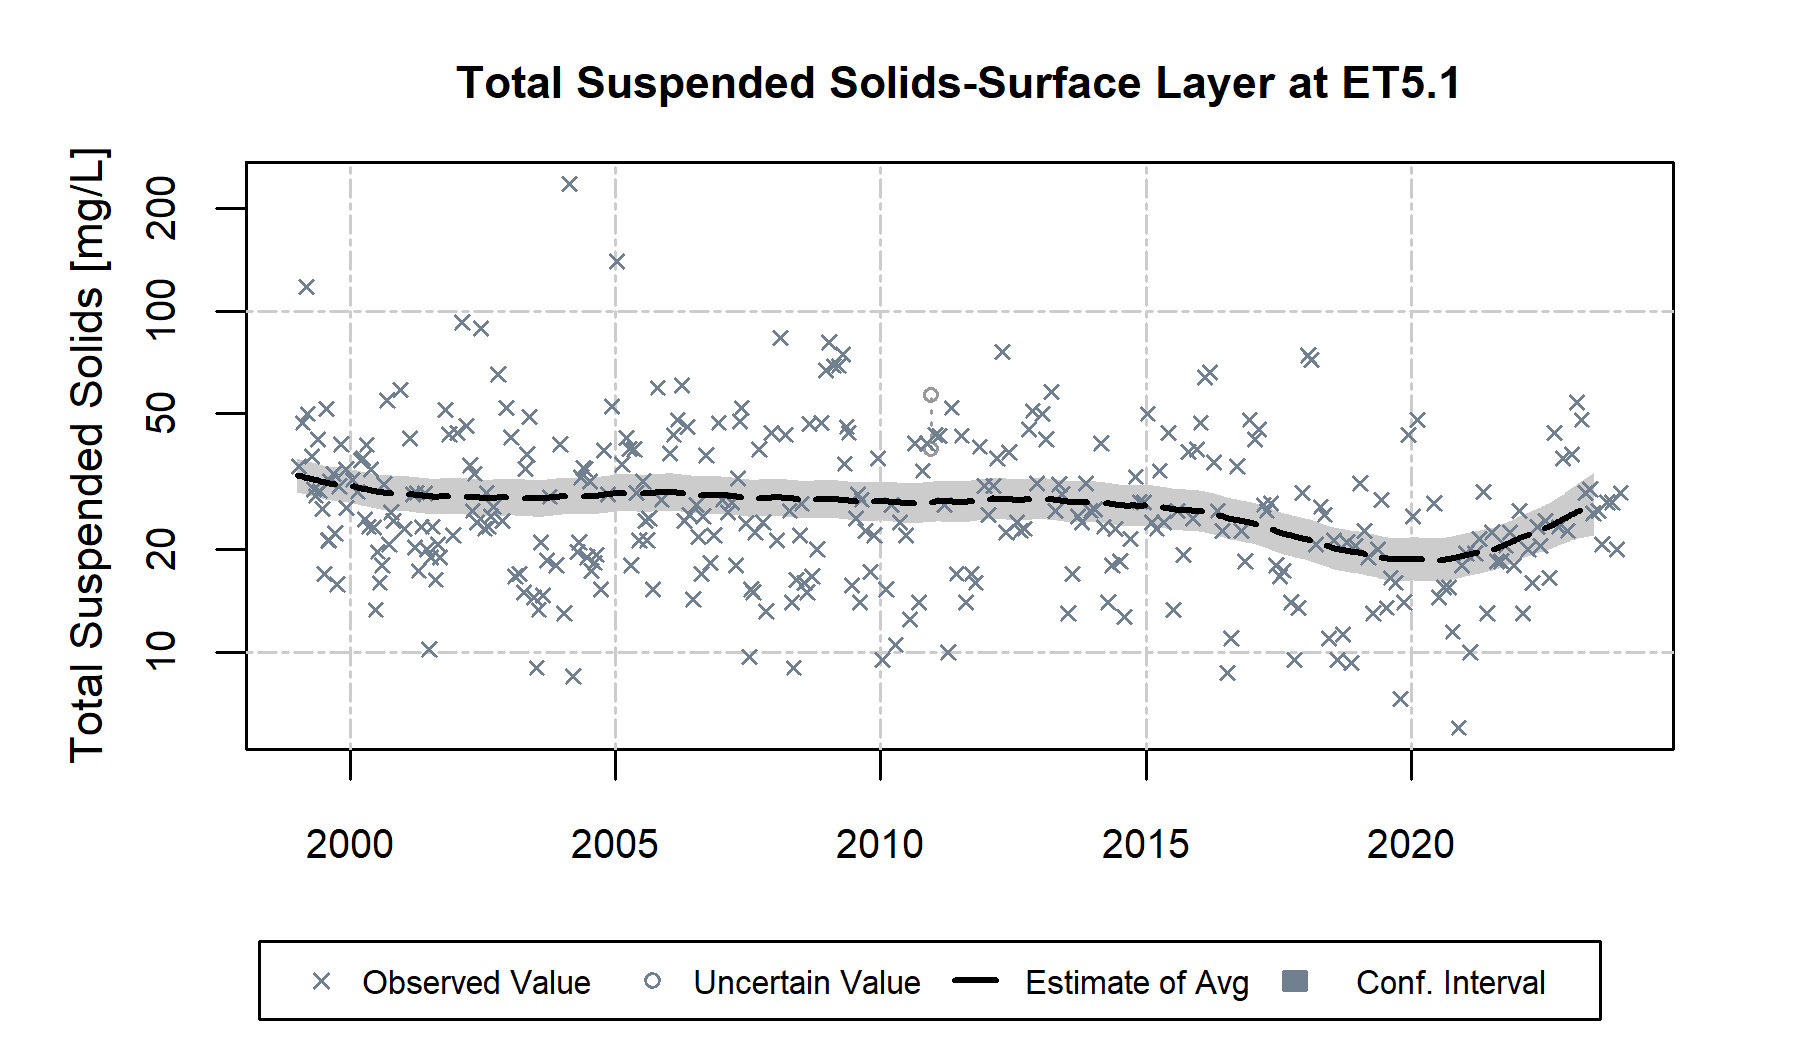 Total Suspended Solids-Surface Layer at ET5.1
Total Suspended Solids [mg/L]
200
100
50
20
10
2000 2005 2010 2015 2020
Observed Value Uncertain Value Estimate of Avg Conf. Interval